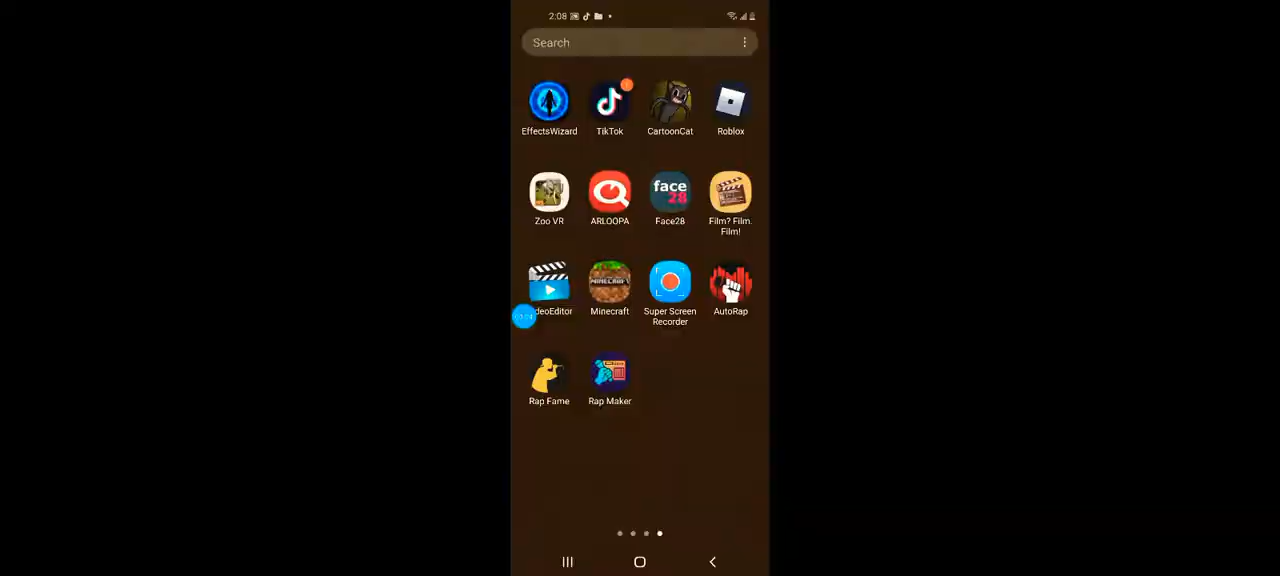 2:08
Search
EffectsWizard
TikTok
CartoonCat
Roblox
face
28
Zoo VR
ARLOOPA
Face28
Film? Film.
Film!
MINECRAFT
deoEditor
Minecraft
Super Screen
Recorder
AutoRap
Rap Fame
Rap Maker